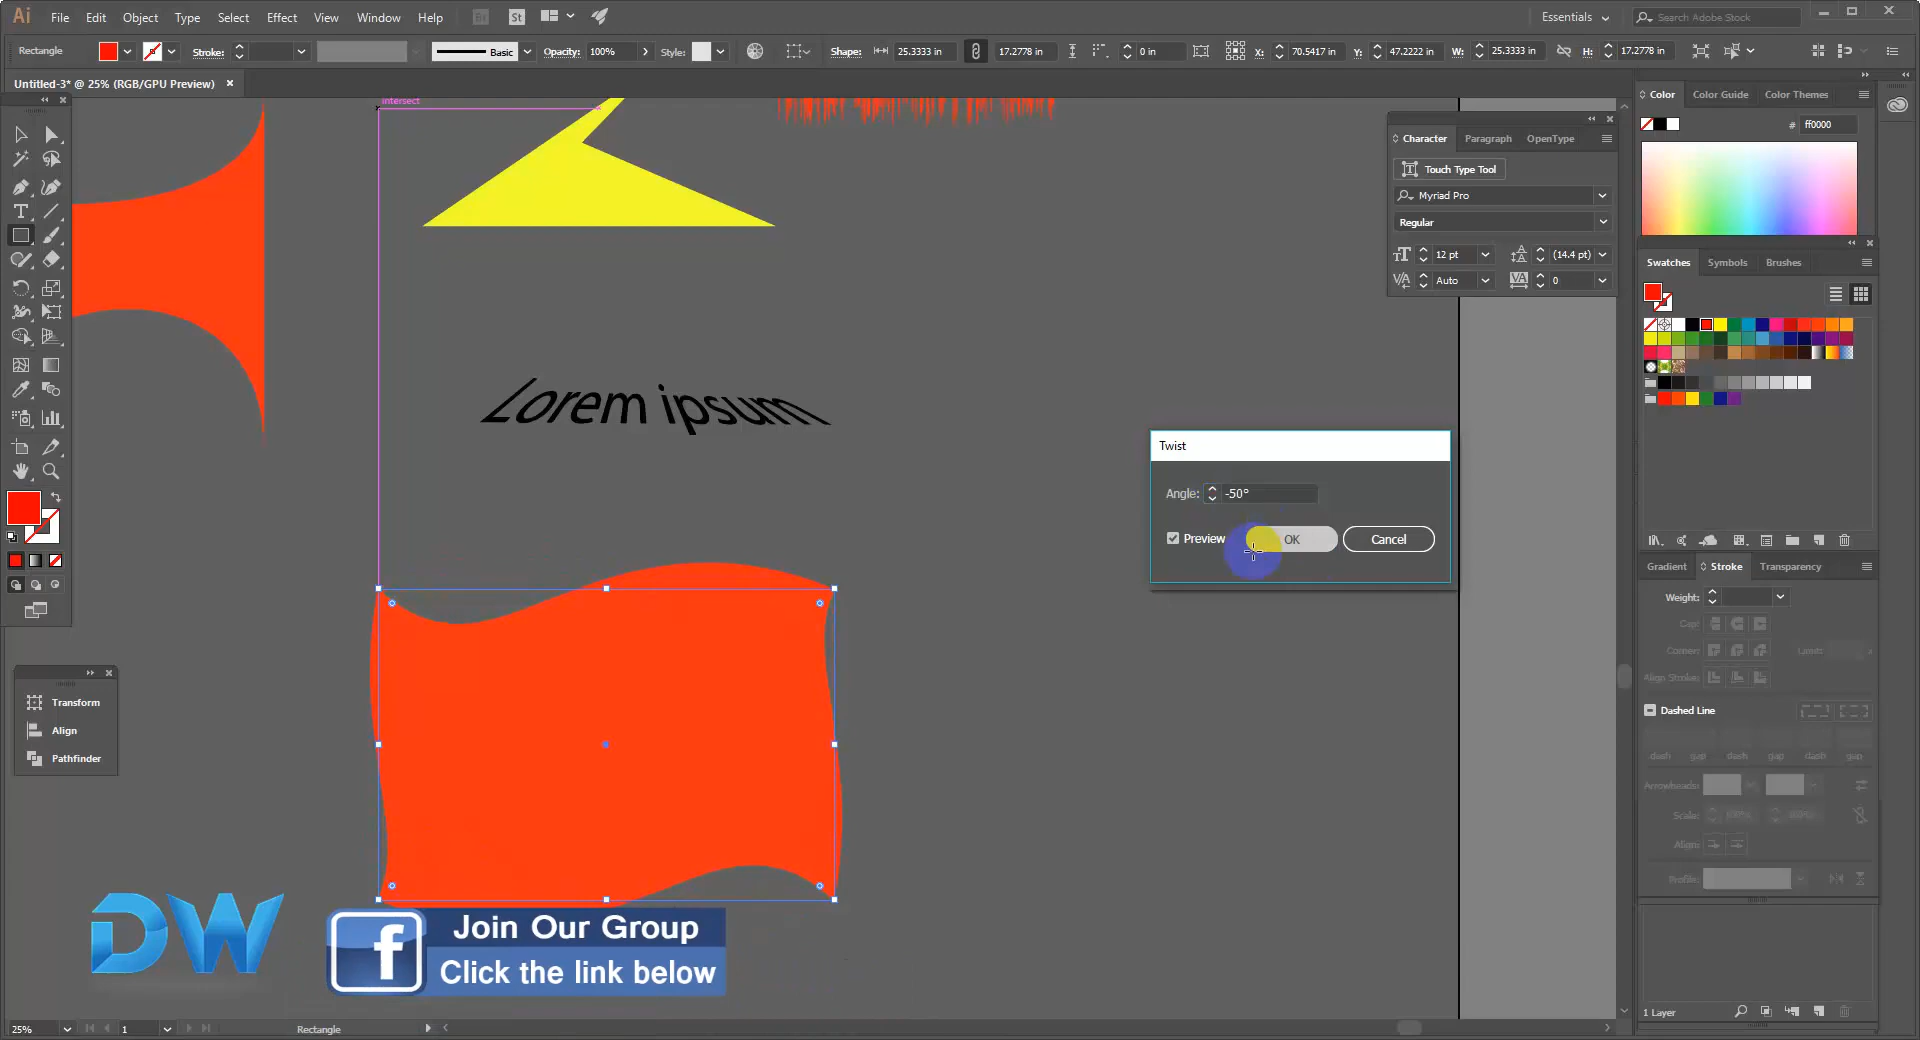 Ai File Edit Object Type Select Effect View Window Help Br St Essentials Search Adobe Stock
Rectangle Stroke: Basic Opacity: 100% Style: Shape: 25.3333 in 17.2778 in 0 in X: 70.5417 in Y: 47.2222 in W: 25.3333 in H: 17.2778 in
Untitled-3* @ 25% (RGB/GPU Preview)
intersect
Color Color Guide Color Themes
# ff0000
Character Paragraph OpenType
Touch Type Tool
Myriad Pro
Regular
12 pt (14.4 pt)
Auto 0
Swatches Symbols Brushes
Lorem ipsum
Twist
Angle: -50°
Preview OK Cancel
Gradient Stroke Transparency
Weight:
Cap:
Corner: Limit: x
Align Stroke:
Dashed Line
dash gap dash gap dash gap
Arrowheads:
Scale: 100% 100%
Align:
Profile:
Transform
Align
Pathfinder
DW
f
Join Our Group
Click the link below
1 Layer
25% 1 Rectangle